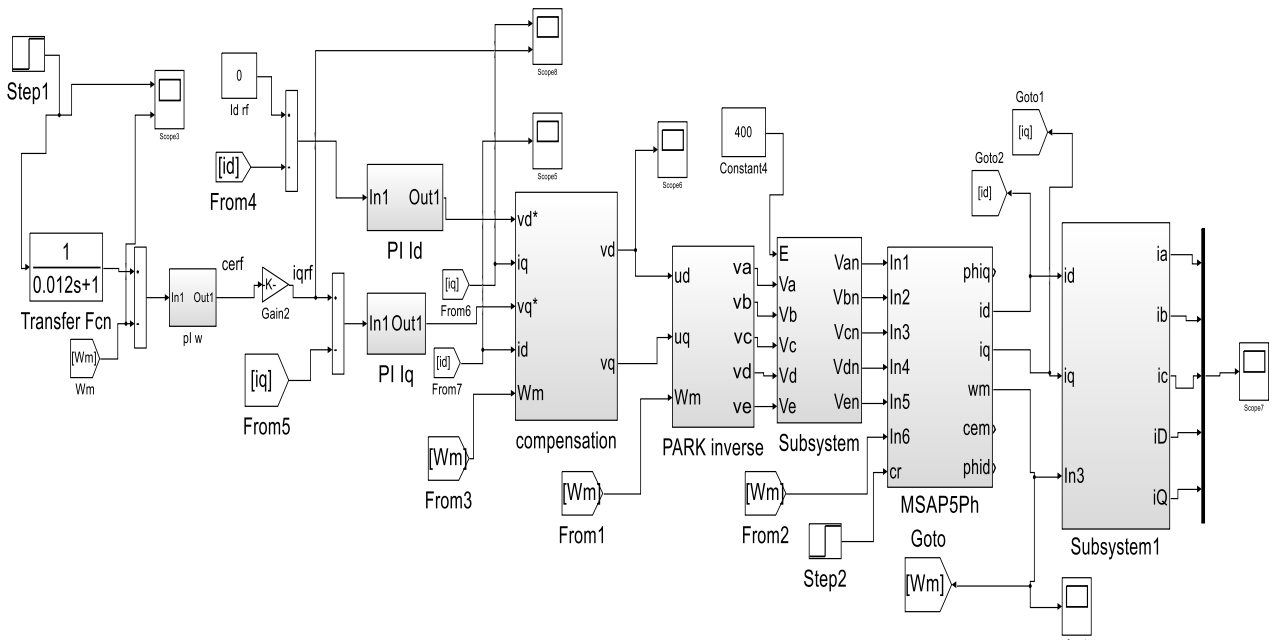 Step1
Scope3
0
Id rf
[id]
From4
Scope8
Scope5
1
0.012s+1
Transfer Fcn
[Wm]
Wm
In1 Out1
pI w
cerf
K-
Gain2
iqrf
[iq]
From5
In1 Out1
PI Id
In1 Out1
PI Iq
[iq]
From6
[id]
From7
[Wm]
From3
vd*
iq
vq*
id
Wm
vd
vq
compensation
Scope6
[Wm]
From1
ud
uq
Wm
va
vb
vc
vd
ve
PARK inverse
400
Constant4
E
Va
Vb
Vc
Vd
Ve
Van
Vbn
Vcn
Vdn
Ven
Subsystem
[Wm]
From2
Step2
In1
In2
In3
In4
In5
In6
cr
phiq
id
iq
wm
cem
phid
MSAP5Ph
Goto1
[iq]
Goto2
[id]
Goto
[Wm]
id
iq
In3
ia
ib
ic
iD
iQ
Subsystem1
Scope7